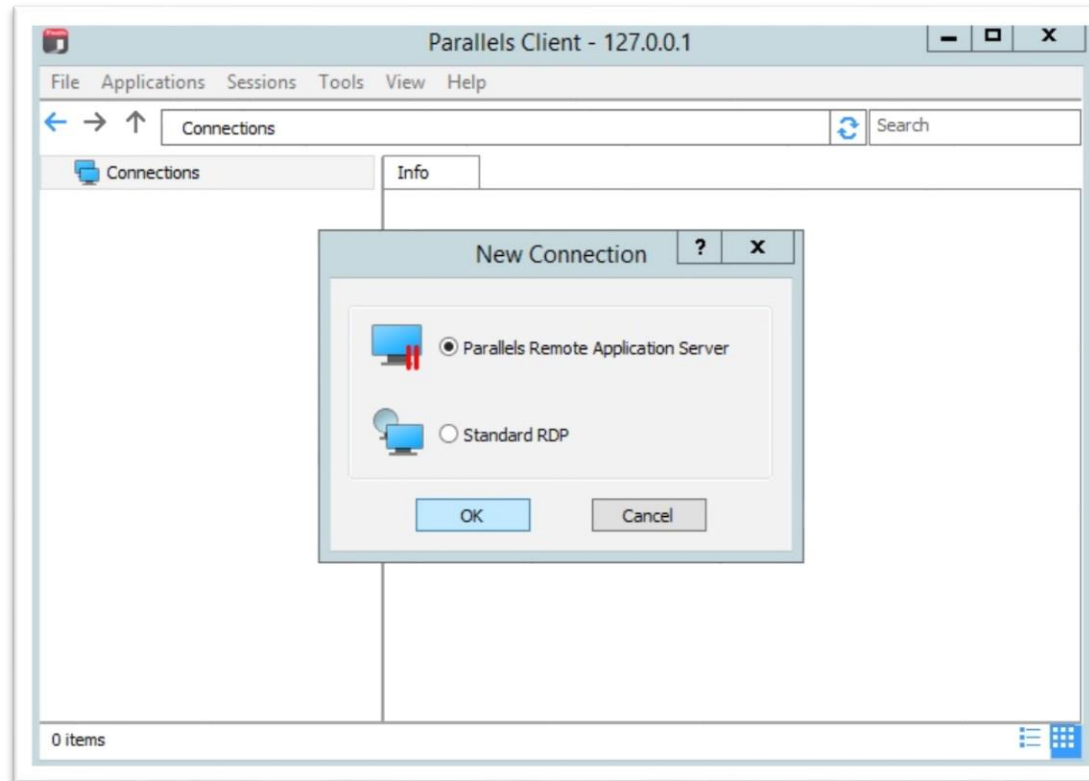 Parallels Client - 127.0.0.1
File Applications Sessions Tools View Help
Connections
Search
Connections
Info
New Connection
?
X
Parallels Remote Application Server
Standard RDP
OK
Cancel
0 items